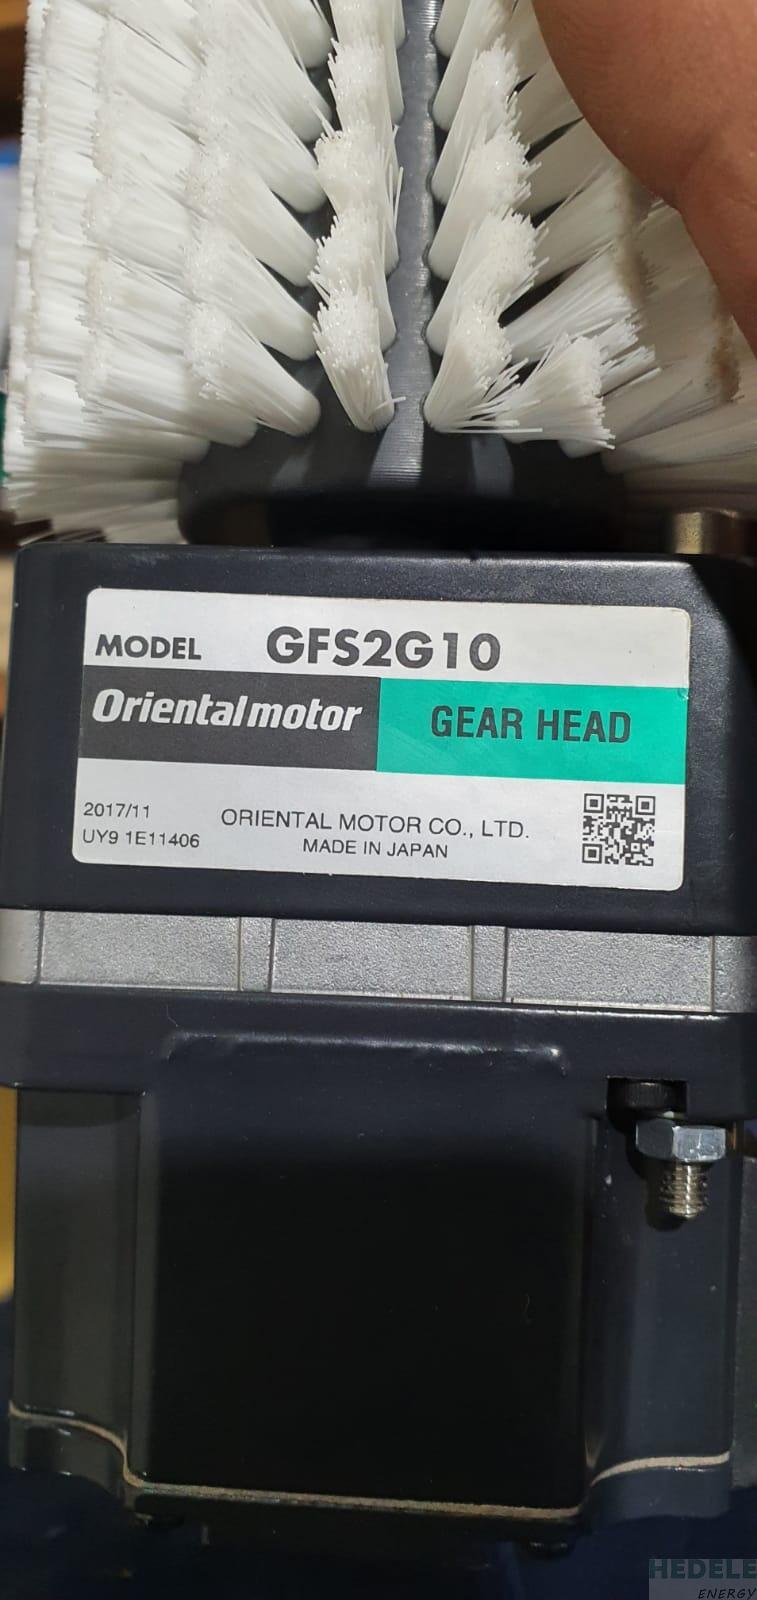 MODEL GFS2G10
Orientalmotor GEAR HEAD
2017/11
UY9 1E11406
ORIENTAL MOTOR CO., LTD.
MADE IN JAPAN
HEDELE
ENERGY